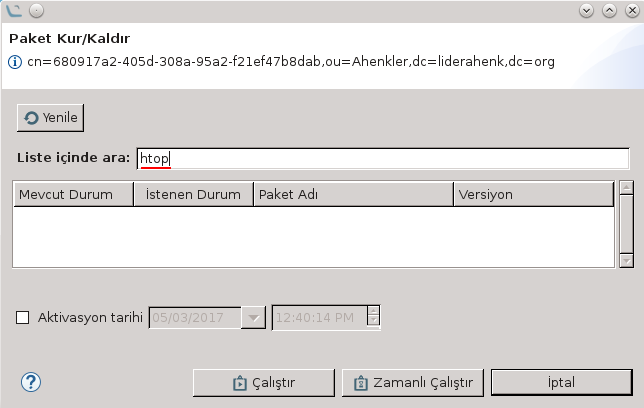 Paket Kur/Kaldır
cn=680917a2-405d-308a-95a2-f21ef47b8dab,ou=Ahenkler,dc=liderahenk,dc=org
Yenile
Liste içinde ara: htop
Mevcut Durum İstenen Durum Paket Adı Versiyon
Aktivasyon tarihi 05/03/2017 12:40:14 PM
Çalıştır Zamanlı Çalıştır İptal